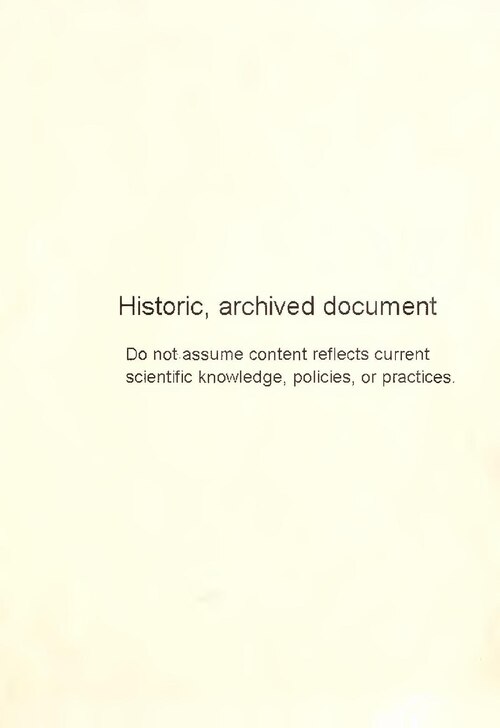 Historic, archived document
Do not assume content reflects current
scientific knowledge, policies, or practices.